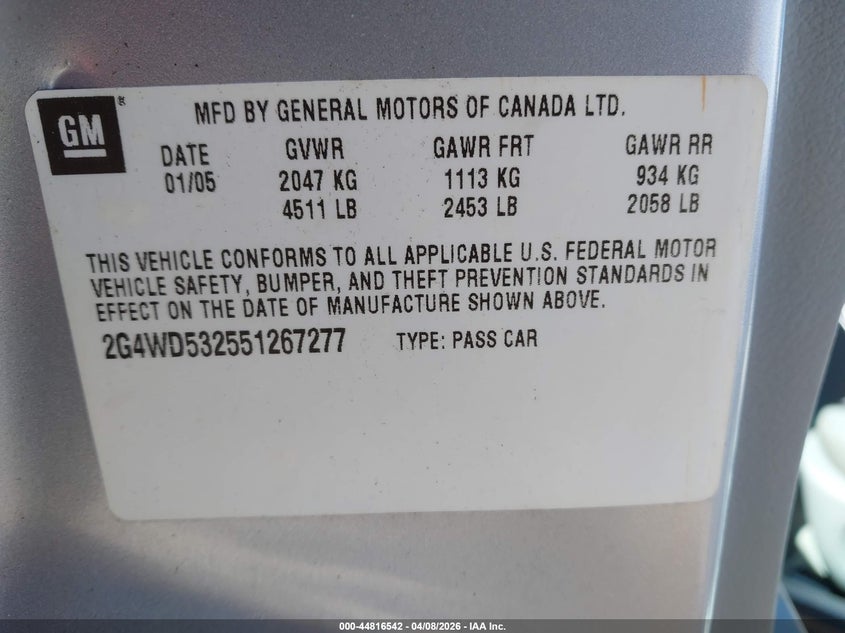 GM
MFD BY GENERAL MOTORS OF CANADA LTD.
DATE GVWR GAWR FRT GAWR RR
01/05 2047 KG 1113 KG 934 KG
4511 LB 2453 LB 2058 LB
THIS VEHICLE CONFORMS TO ALL APPLICABLE U.S. FEDERAL MOTOR
VEHICLE SAFETY, BUMPER, AND THEFT PREVENTION STANDARDS IN
EFFECT ON THE DATE OF MANUFACTURE SHOWN ABOVE.
2G4WD532551267277 TYPE: PASS CAR
000-44816542 - 04/08/2026 - IAA Inc.